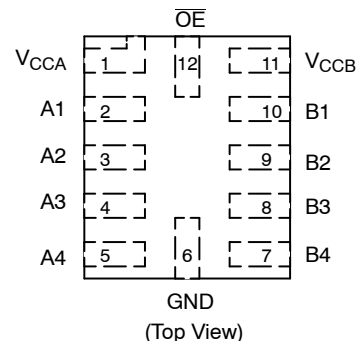 OE
VCCA 1 12 11 VCCB
A1 2 10 B1
A2 3 9 B2
A3 4 8 B3
A4 5 6 7 B4
GND
(Top View)